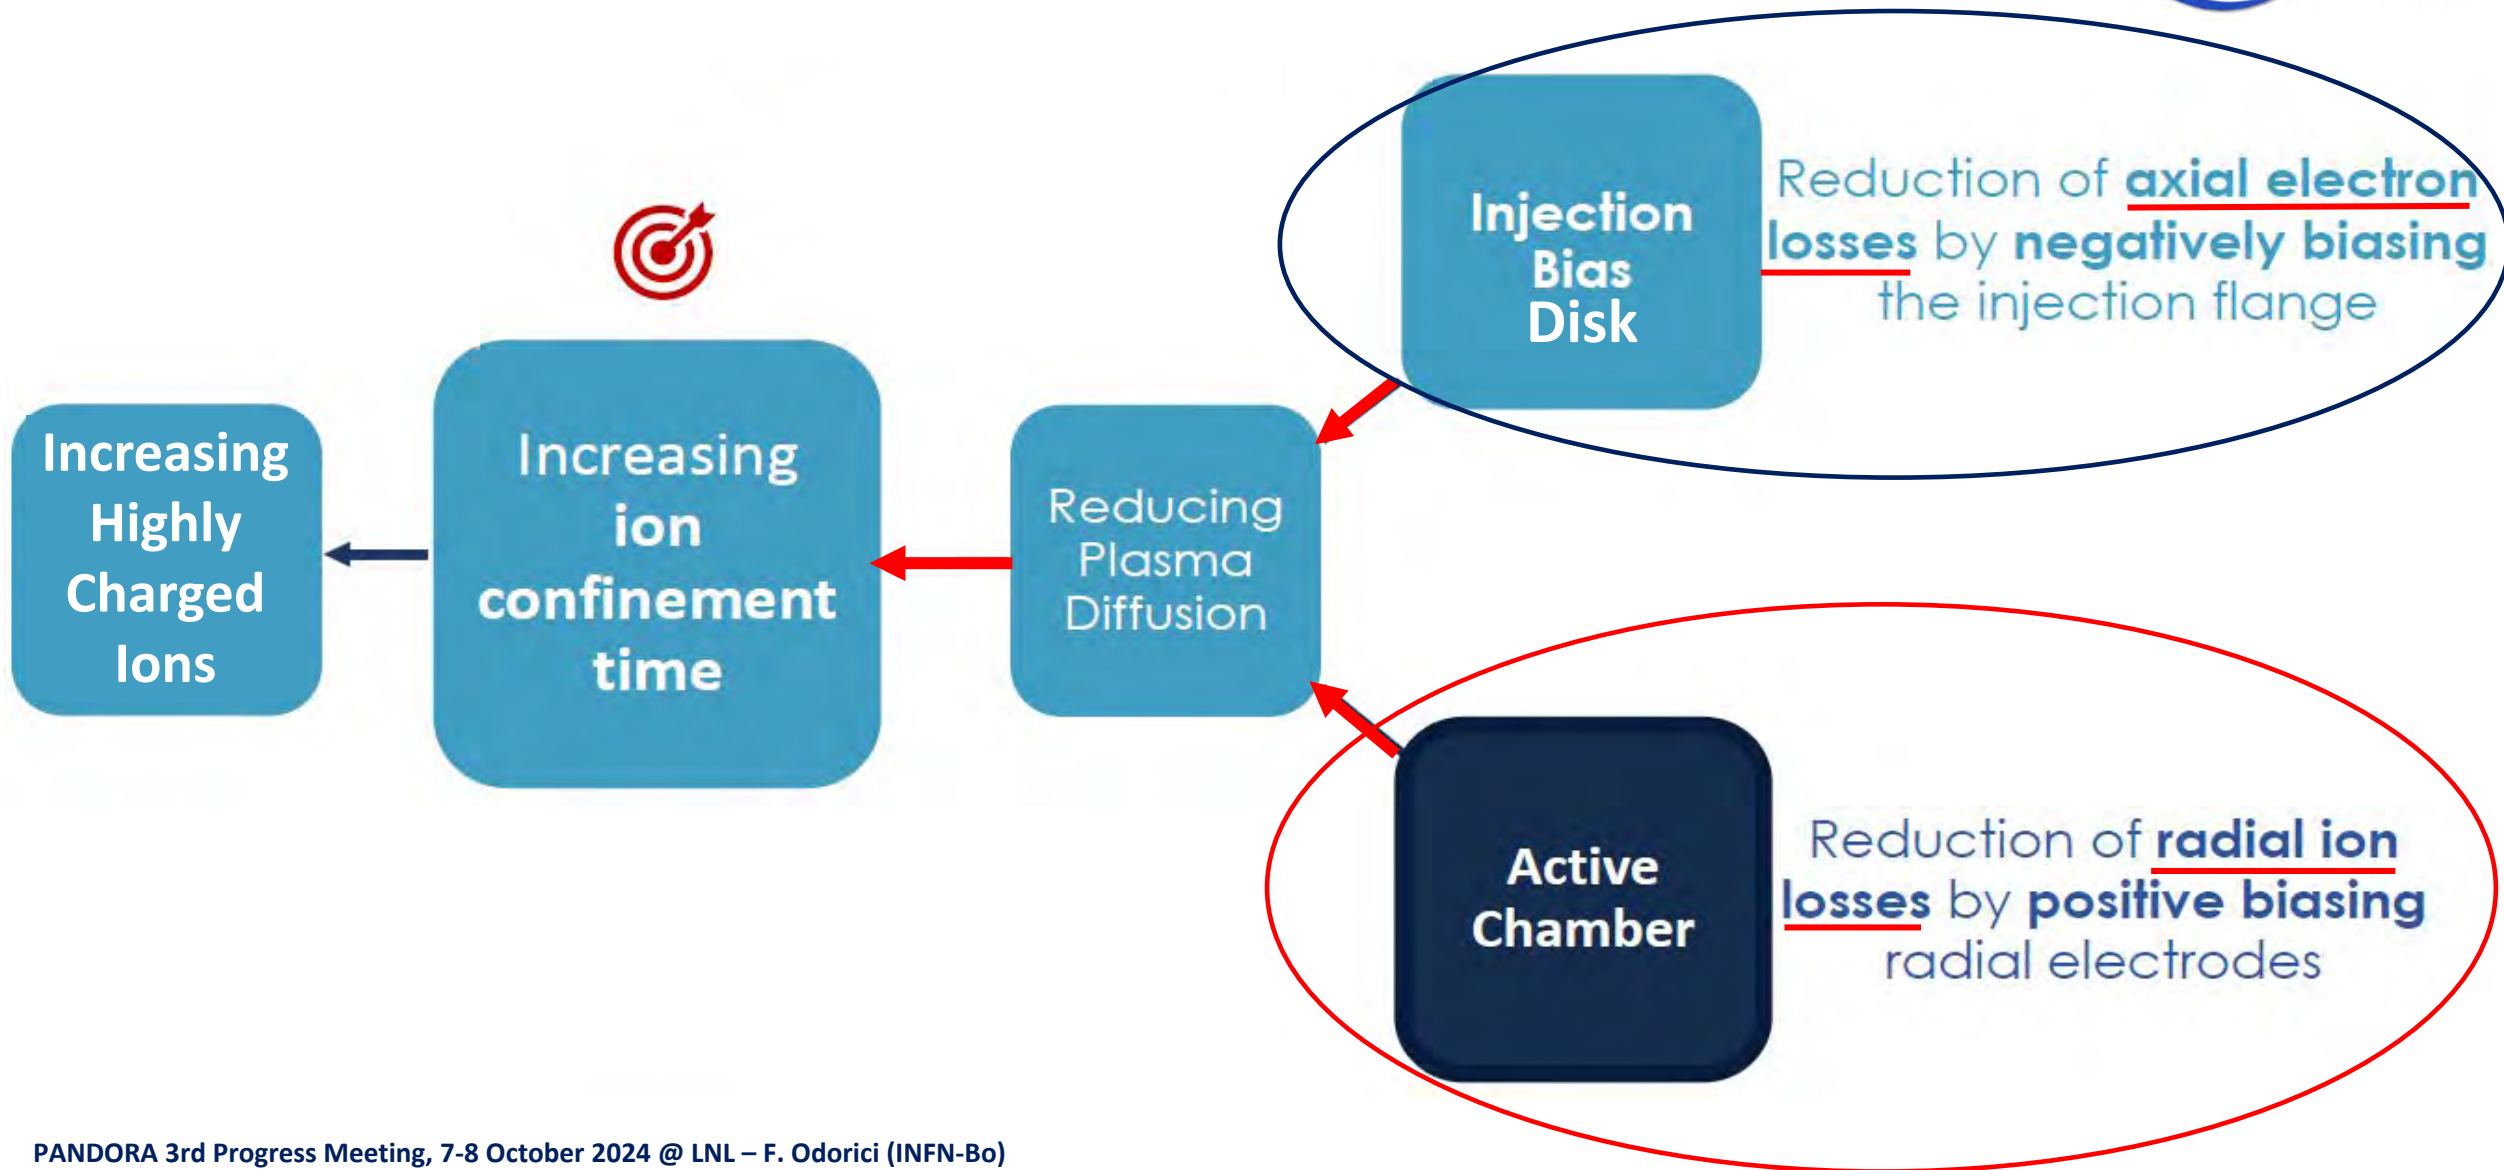 Increasing
Highly
Charged
Ions
Increasing
ion
confinement
time
Reducing
Plasma
Diffusion
Injection
Bias
Disk
Reduction of axial electron
losses by negatively biasing
the injection flange
Active
Chamber
Reduction of radial ion
losses by positive biasing
radial electrodes
PANDORA 3rd Progress Meeting, 7-8 October 2024 @ LNL – F. Odorici (INFN-Bo)